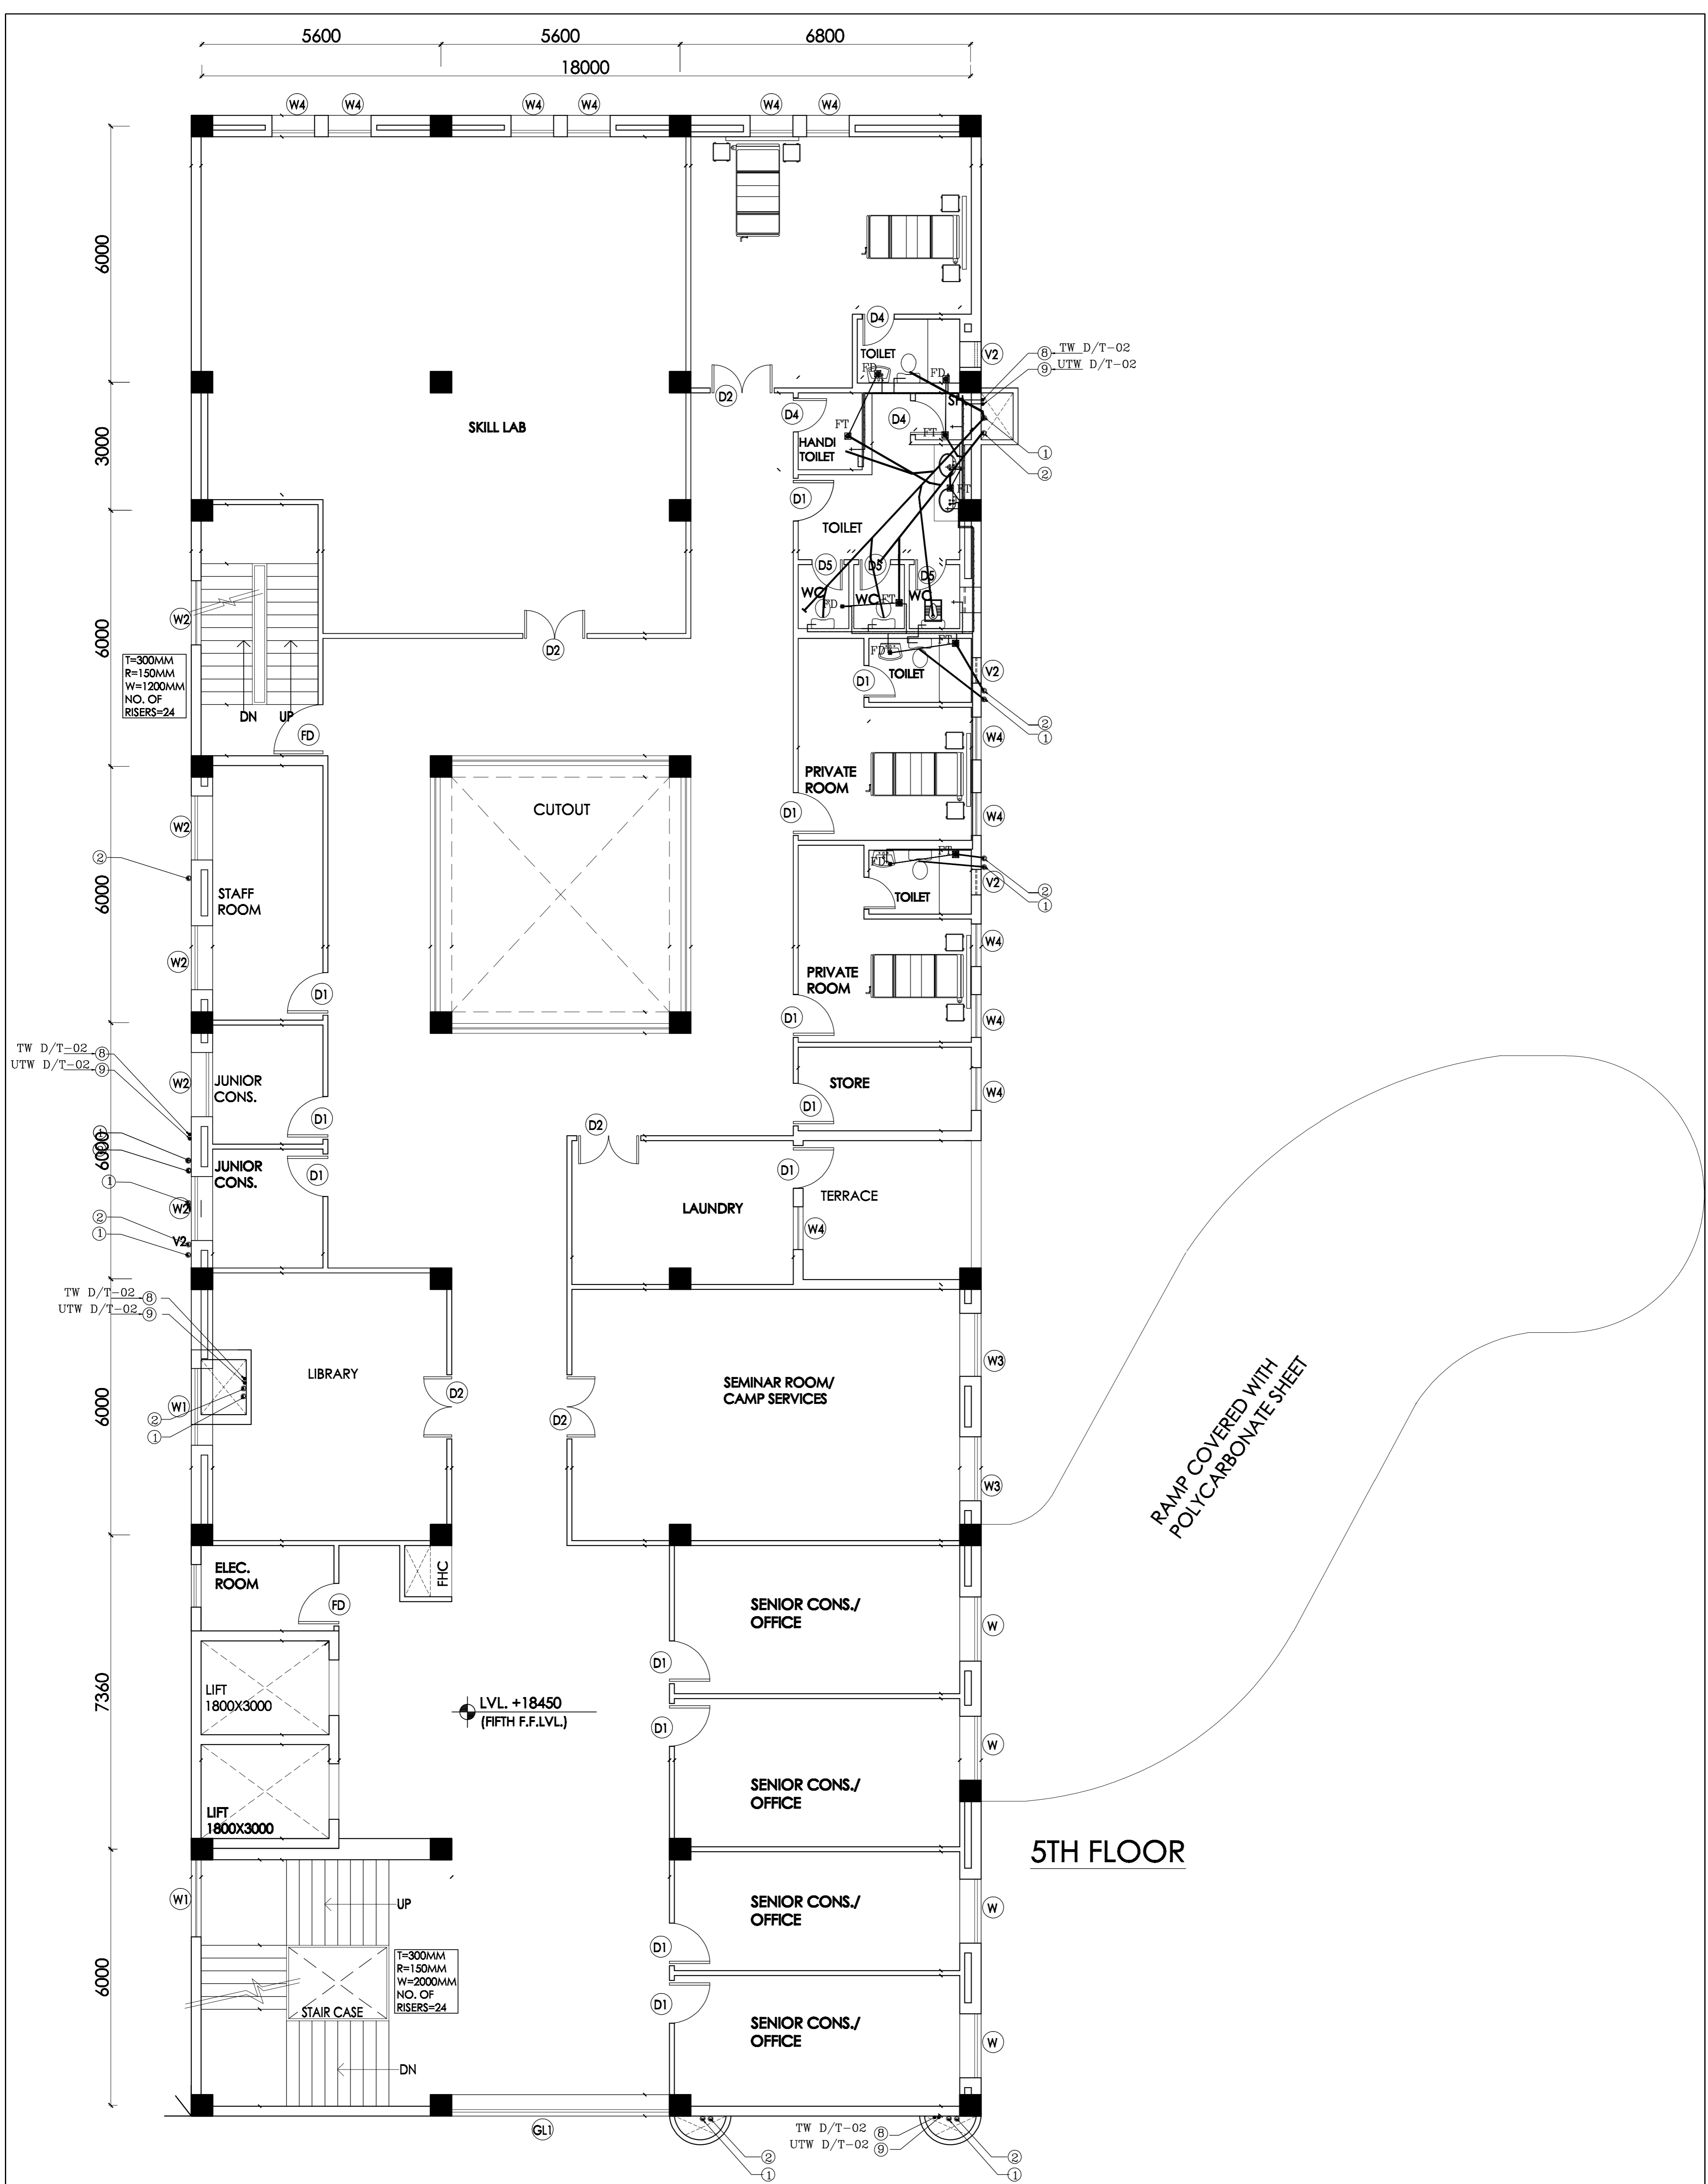 5600
5600
6800
18000
W4
W4
W4
W4
W4
W4
6000
D4
TOILET
V2
FD
FD
8
TW D/T-02
9
UTW D/T-02
D2
D4
D4
SKILL LAB
FT
FT
3000
HANDI
TOILET
1
2
D1
FT
TOILET
D5
D5
D5
WC
WC
WC
FD
FT
W2
6000
D2
T=300MM
R=150MM
W=1200MM
NO. OF
RISERS=24
FD
FT
TOILET
V2
D1
DN
UP
FD
2
1
W4
PRIVATE
ROOM
CUTOUT
D1
W4
W2
2
6000
FD
FT
V2
2
1
STAFF
ROOM
TOILET
W4
W2
PRIVATE
ROOM
D1
D1
W4
TW D/T-02
8
UTW D/T-02
9
W2
JUNIOR
CONS.
STORE
W4
D1
D1
D2
6000
1
JUNIOR
CONS.
D1
D1
1
W2
LAUNDRY
TERRACE
W4
2
1
V2
TW D/T-02
8
UTW D/T-02
9
LIBRARY
SEMINAR ROOM/
CAMP SERVICES
W3
D2
D2
6000
W1
2
1
W3
RAMP COVERED WITH
POLYCARBONATE SHEET
ELEC.
ROOM
FHC
FD
SENIOR CONS./
OFFICE
W
D1
7360
LIFT
1800X3000
LVL. +18450
(FIFTH F.F.LVL.)
D1
W
SENIOR CONS./
OFFICE
LIFT
1800X3000
5TH FLOOR
W1
UP
SENIOR CONS./
OFFICE
W
D1
T=300MM
R=150MM
W=2000MM
NO. OF
RISERS=24
6000
STAIR CASE
D1
SENIOR CONS./
OFFICE
W
DN
GL1
TW D/T-02
8
UTW D/T-02
9
2
1
2
1